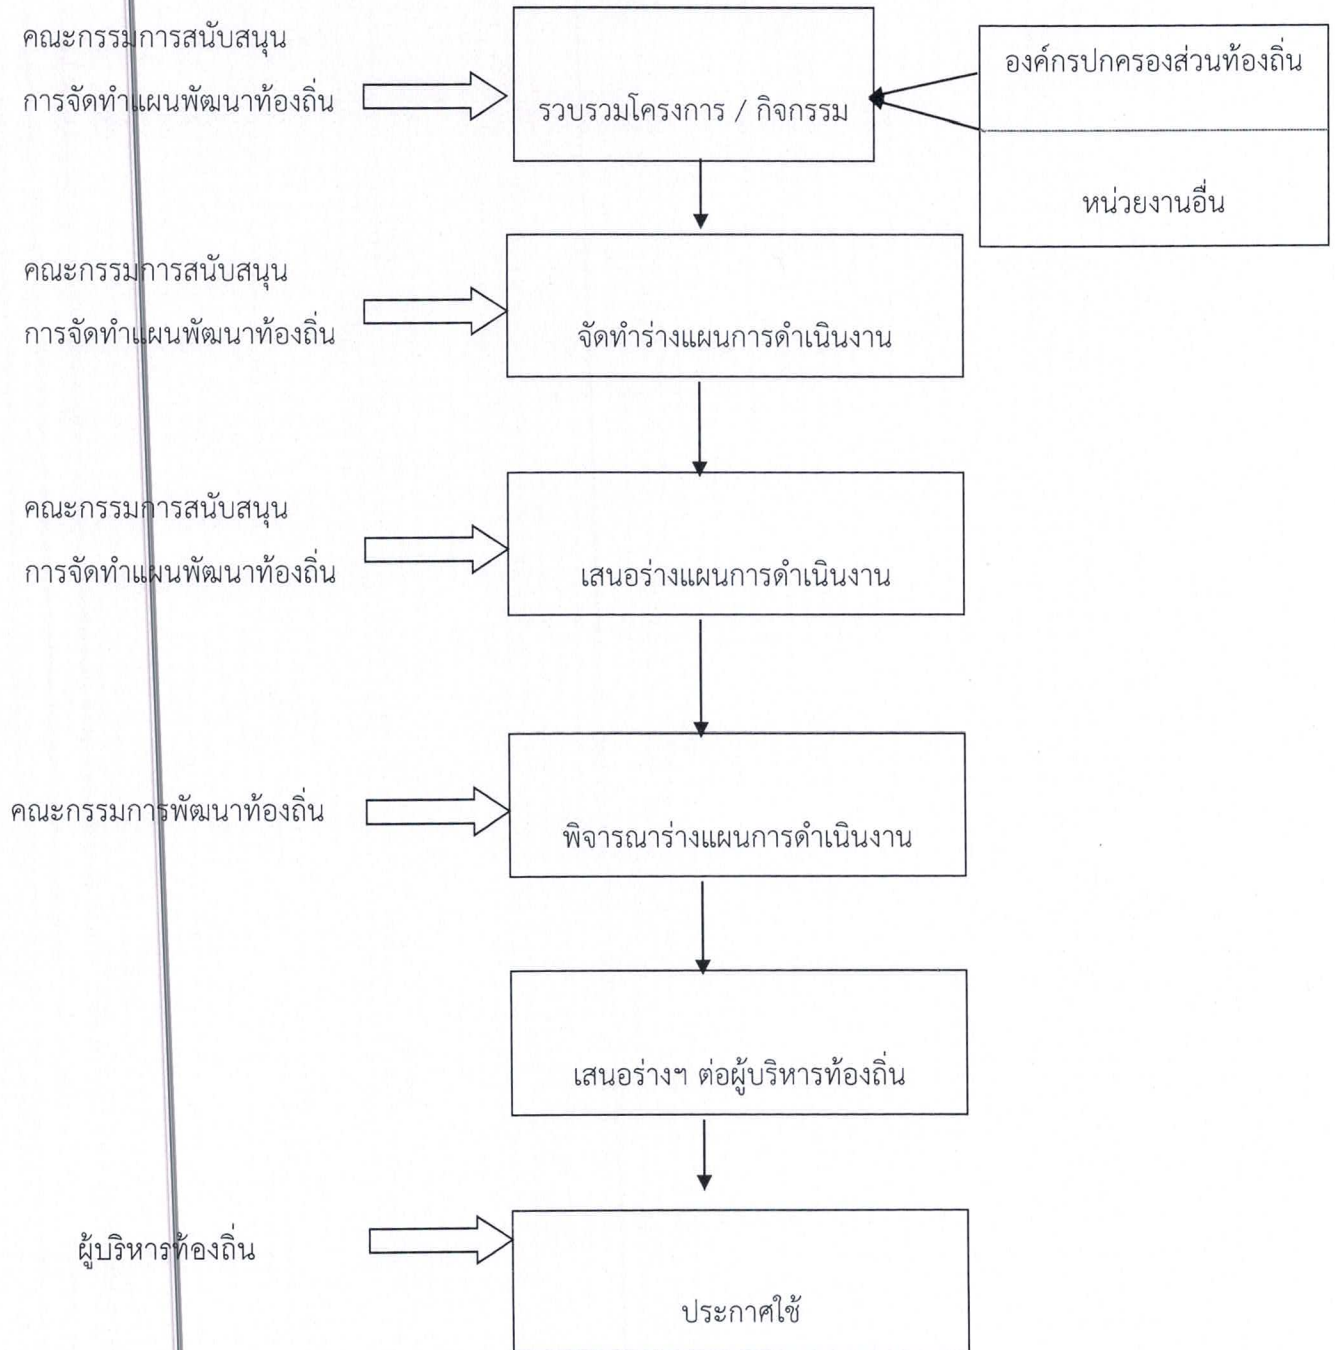 คณะกรรมการสนับสนุน
การจัดทำแผนพัฒนาท้องถิ่น
รวบรวมโครงการ / กิจกรรม
องค์กรปกครองส่วนท้องถิ่น
หน่วยงานอื่น
คณะกรรมการสนับสนุน
การจัดทำแผนพัฒนาท้องถิ่น
จัดทำร่างแผนการดำเนินงาน
คณะกรรมการสนับสนุน
การจัดทำแผนพัฒนาท้องถิ่น
เสนอร่างแผนการดำเนินงาน
คณะกรรมการพัฒนาท้องถิ่น
พิจารณาร่างแผนการดำเนินงาน
เสนอร่างฯ ต่อผู้บริหารท้องถิ่น
ผู้บริหารท้องถิ่น
ประกาศใช้